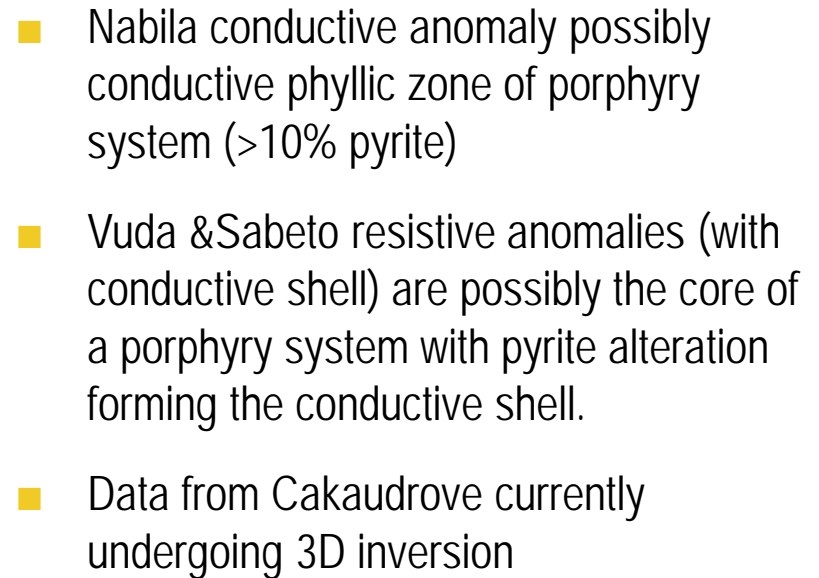 Nabila conductive anomaly possibly
conductive phyllic zone of porphyry
system (>10% pyrite)
Vuda &Sabeto resistive anomalies (with
conductive shell) are possibly the core of
a porphyry system with pyrite alteration
forming the conductive shell.
Data from Cakaudrove currently
undergoing 3D inversion